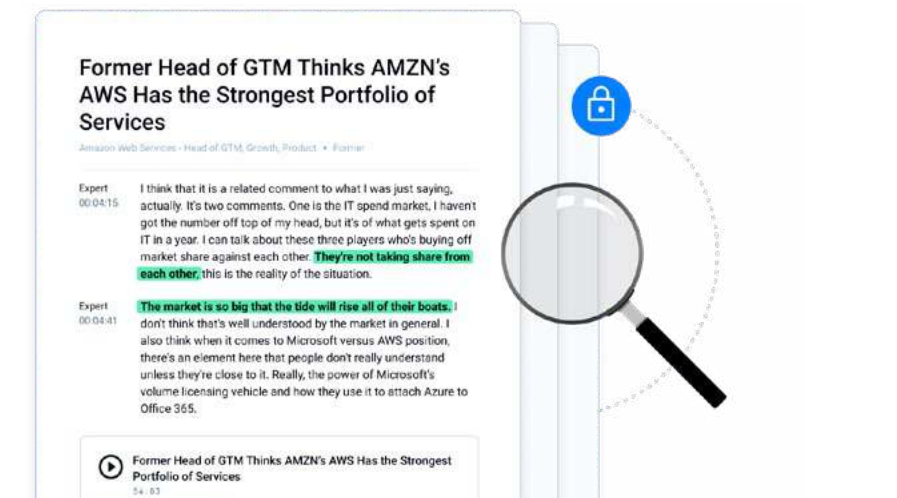 Former Head of GTM Thinks AMZN's
AWS Has the Strongest Portfolio of
Services
Amazon Web Services - Head of GTM, Growth, Product • Former
Expert
00:04:15
I think that it is a related comment to what I was just saying,
actually. It's two comments. One is the IT spend market, I haven't
got the number off top of my head, but it's of what gets spent on
IT in a year. I can talk about these three players who's buying off
market share against each other. They're not taking share from
each other, this is the reality of the situation.
Expert
00:04:41
The market is so big that the tide will rise all of their boats. I
don't think that's well understood by the market in general. I
also think when it comes to Microsoft versus AWS position,
there's an element here that people don't really understand
unless they're close to it. Really, the power of Microsoft's
volume licensing vehicle and how they use it to attach Azure to
Office 365.
Former Head of GTM Thinks AMZN's AWS Has the Strongest
Portfolio of Services
54:03